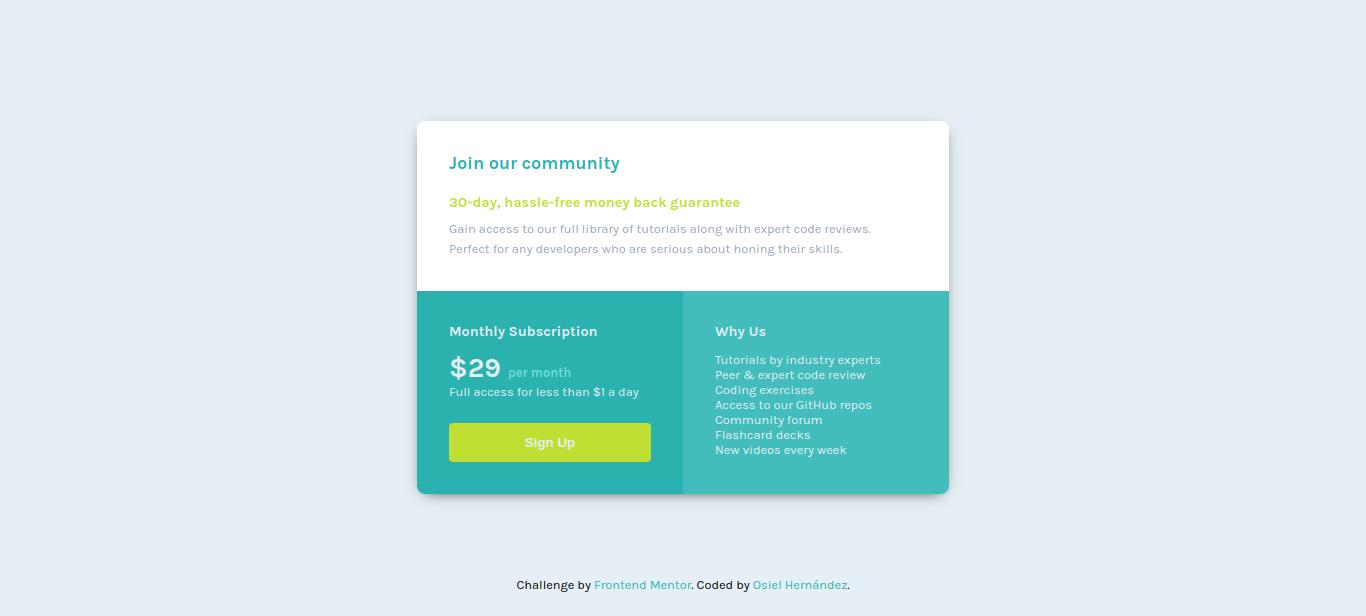 Join our community
30-day, hassle-free money back guarantee
Gain access to our full library of tutorials along with expert code reviews.
Perfect for any developers who are serious about honing their skills.
Monthly Subscription
$29 per month
Full access for less than $1 a day
Sign Up
Why Us
Tutorials by industry experts
Peer & expert code review
Coding exercises
Access to our GitHub repos
Community forum
Flashcard decks
New videos every week
Challenge by Frontend Mentor. Coded by Osiel Hernández.